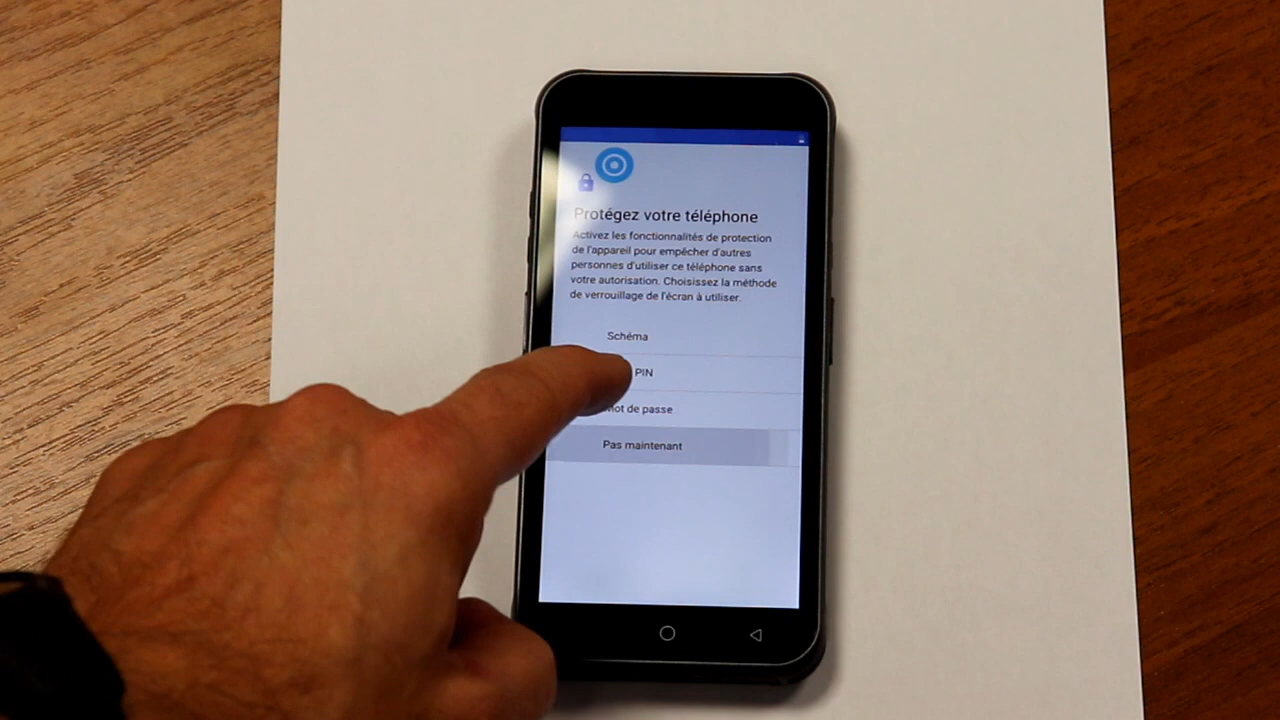 Protégez votre téléphone
Activez les fonctionnalités de protection
de l'appareil pour empêcher d'autres
personnes d'utiliser ce téléphone sans
votre autorisation. Choisissez la méthode
de verrouillage de l'écran à utiliser.
Schéma
PIN
Mot de passe
Pas maintenant